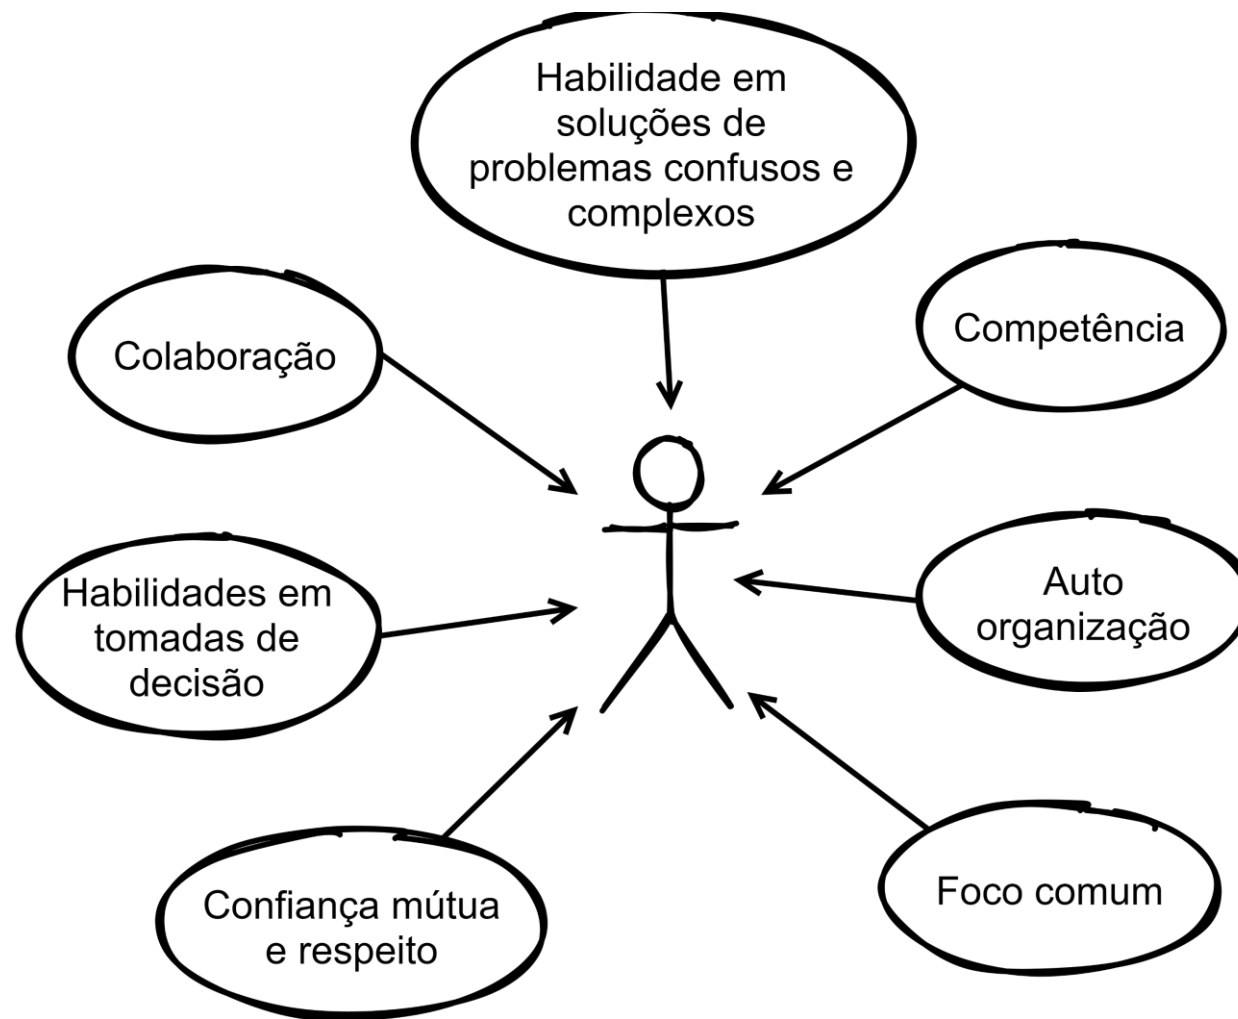 Habilidade em
soluções de
problemas confusos e
complexos
Colaboração
Competência
Habilidades em
tomadas de
decisão
Auto
organização
Confiança mútua
e respeito
Foco comum